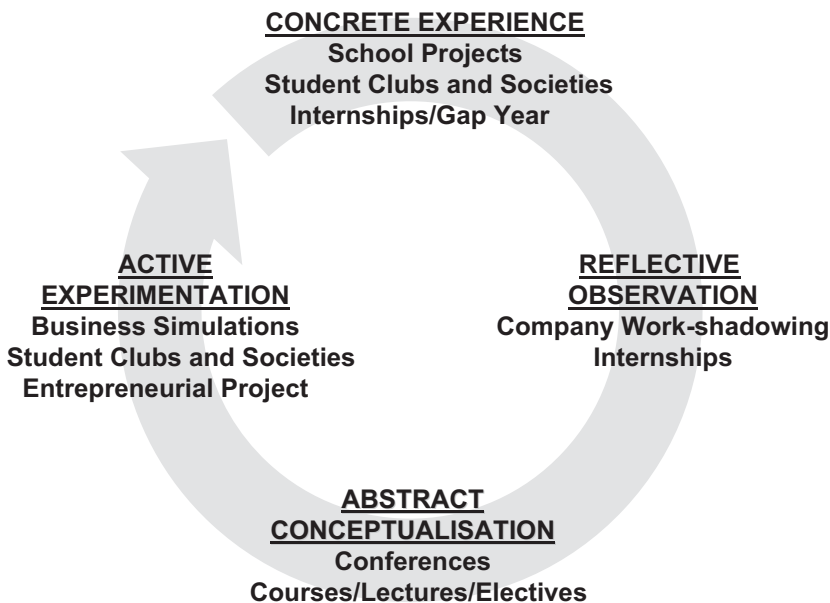 CONCRETE EXPERIENCE
School Projects
Student Clubs and Societies
Internships/Gap Year
REFLECTIVE
OBSERVATION
Company Work-shadowing
Internships
ABSTRACT
CONCEPTUALISATION
Conferences
Courses/Lectures/Electives
ACTIVE
EXPERIMENTATION
Business Simulations
Student Clubs and Societies
Entrepreneurial Project